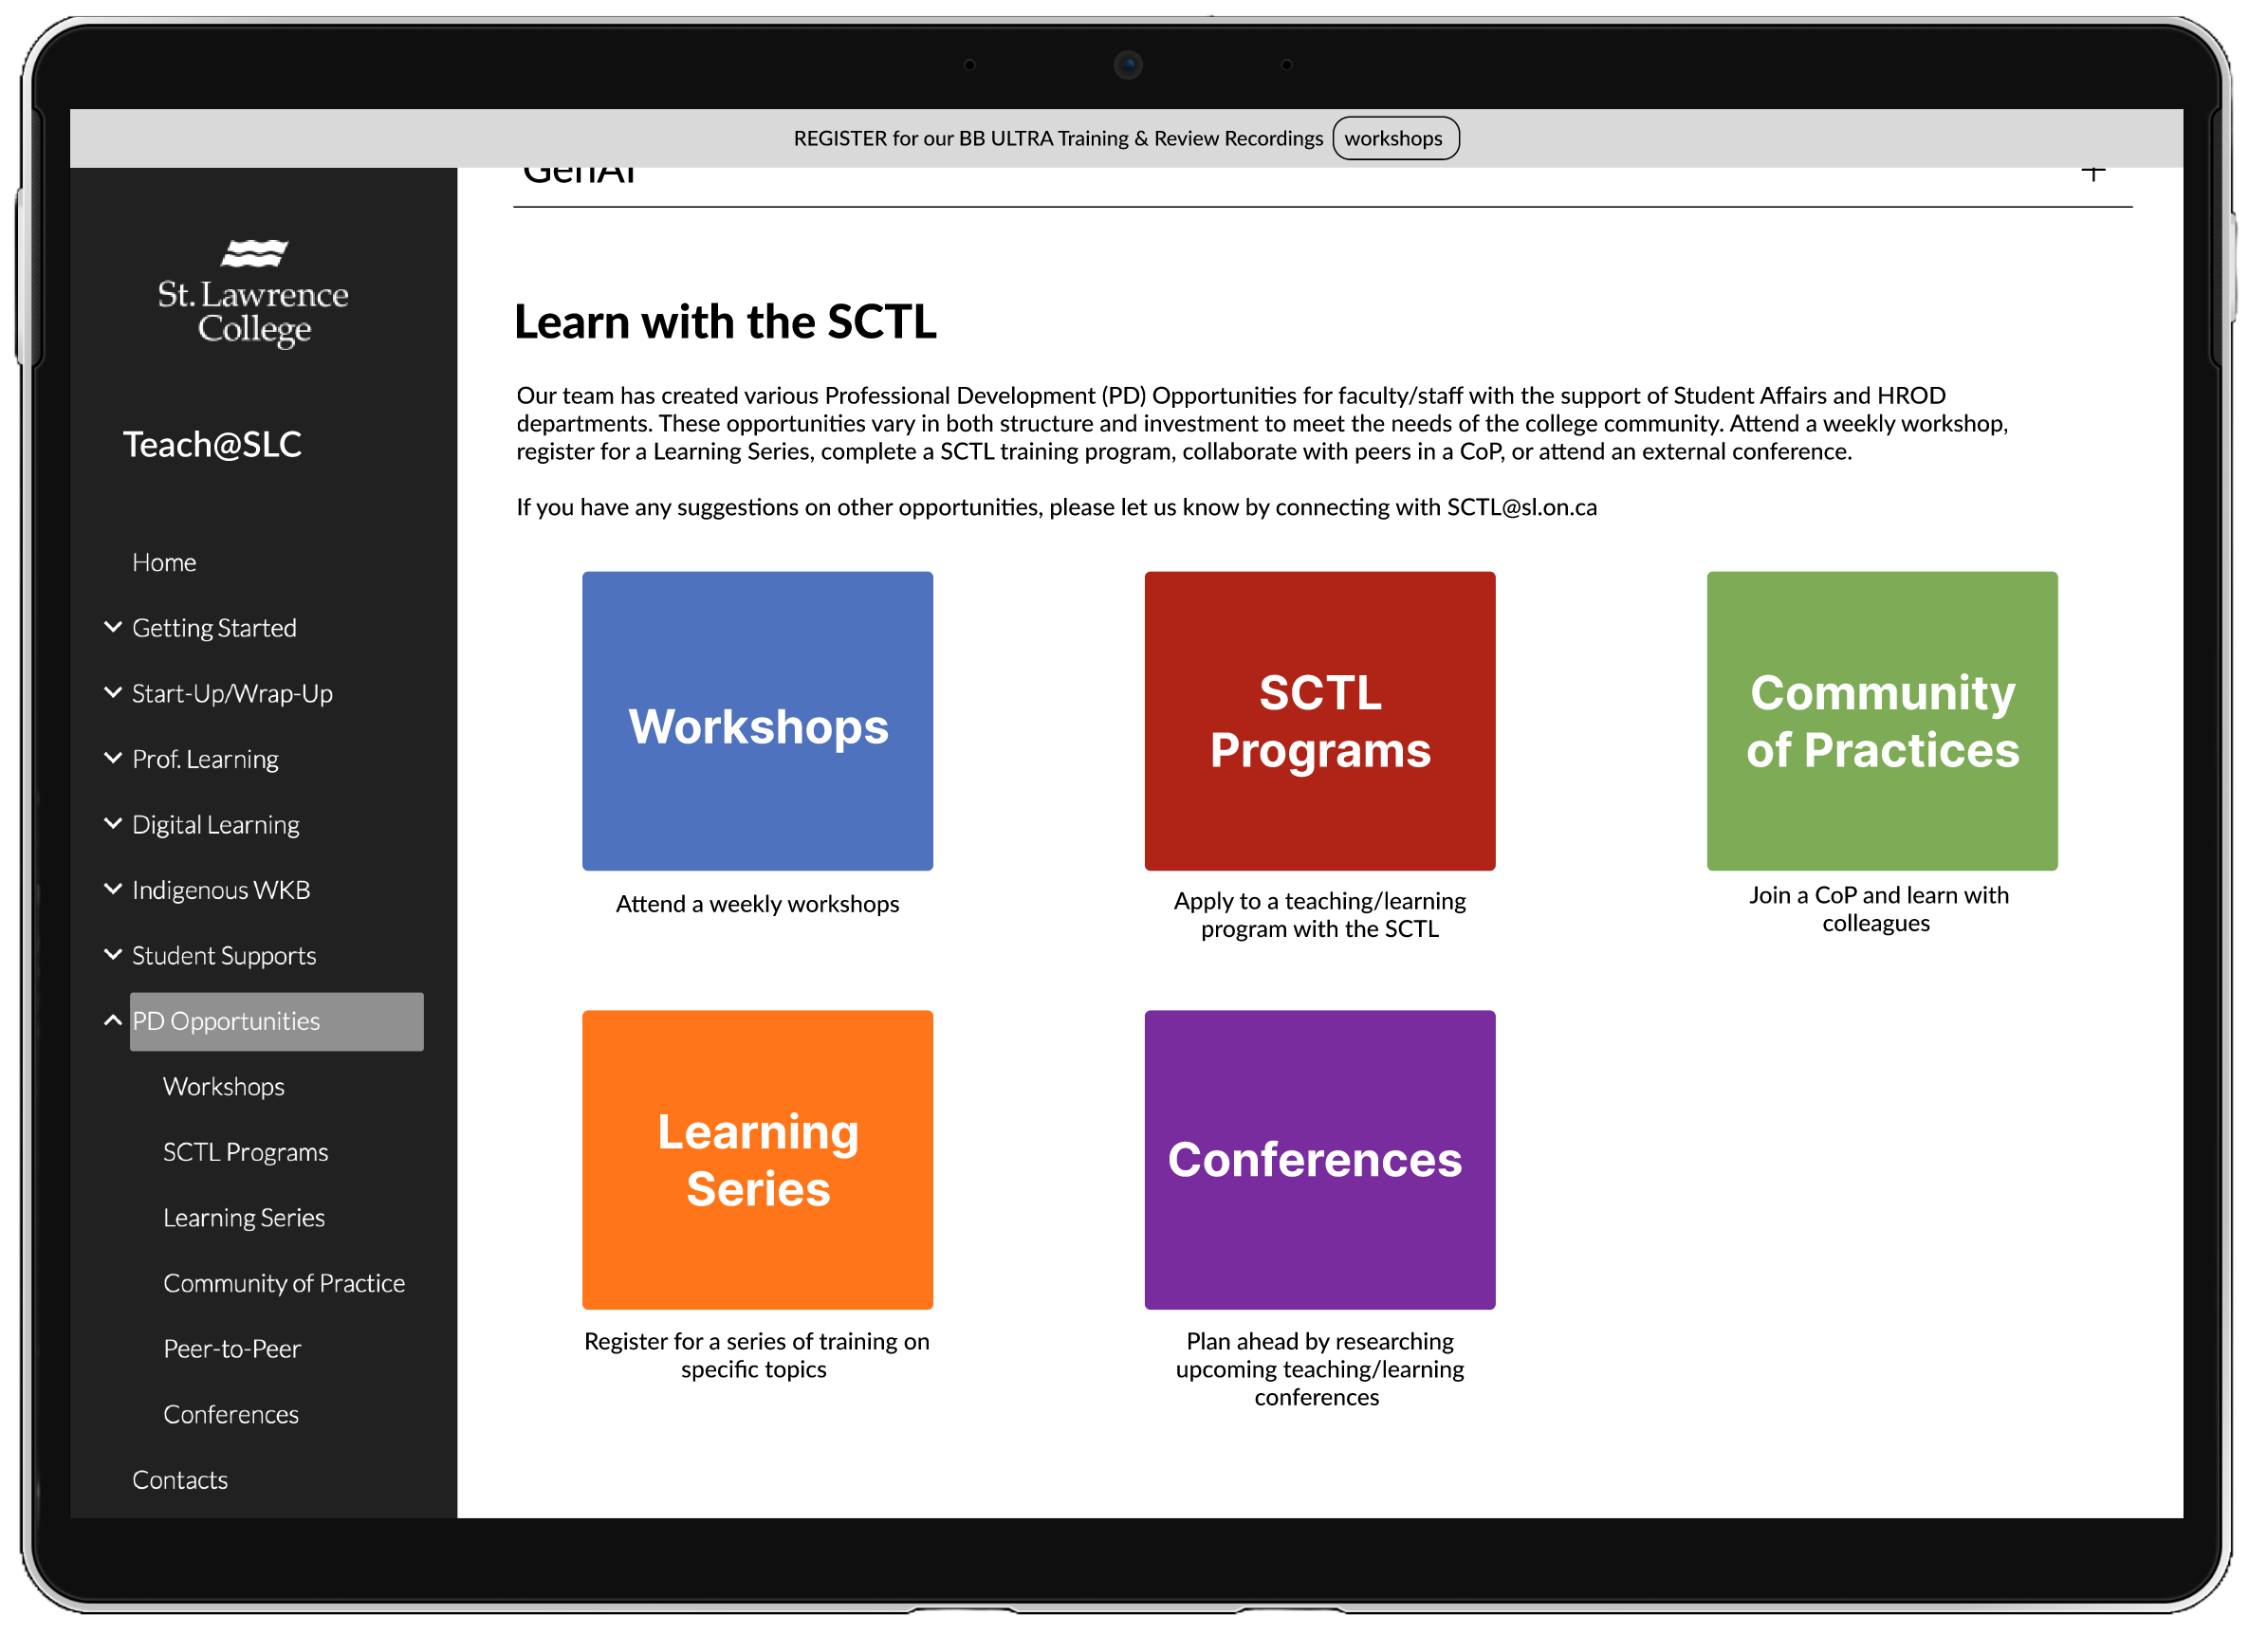 REGISTER for our BB ULTRA Training & Review Recordings workshops
GenAI
St. Lawrence
College
Teach@SLC
Home
Getting Started
Start-Up/Wrap-Up
Prof. Learning
Digital Learning
Indigenous WKB
Student Supports
PD Opportunities
Workshops
SCTL Programs
Learning Series
Community of Practice
Peer-to-Peer
Conferences
Contacts
Learn with the SCTL
Our team has created various Professional Development (PD) Opportunities for faculty/staff with the support of Student Affairs and HROD
departments. These opportunities vary in both structure and investment to meet the needs of the college community. Attend a weekly workshop,
register for a Learning Series, complete a SCTL training program, collaborate with peers in a CoP, or attend an external conference.
If you have any suggestions on other opportunities, please let us know by connecting with SCTL@sl.on.ca
Workshops
Attend a weekly workshops
SCTL
Programs
Apply to a teaching/learning
program with the SCTL
Community
of Practices
Join a CoP and learn with
colleagues
Learning
Series
Register for a series of training on
specific topics
Conferences
Plan ahead by researching
upcoming teaching/learning
conferences